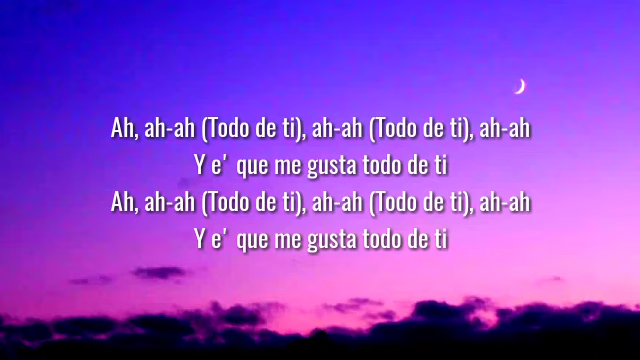 Ah, ah-ah (Todo de ti), ah-ah (Todo de ti), ah-ah
Y e' que me gusta todo de ti
Ah, ah-ah (Todo de ti), ah-ah (Todo de ti), ah-ah
Y e' que me gusta todo de ti